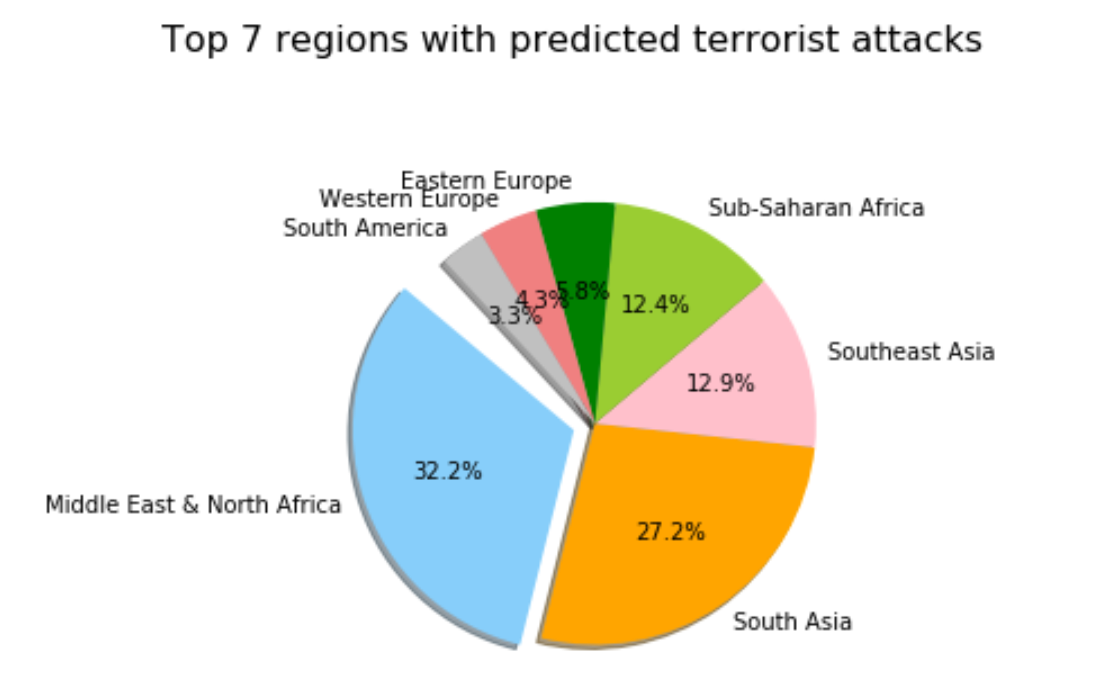 Top 7 regions with predicted terrorist attacks
Eastern Europe
Western Europe
South America
Sub-Saharan Africa
5.8%
4.3%
3.3%
12.4%
Southeast Asia
12.9%
32.2%
Middle East & North Africa
27.2%
South Asia